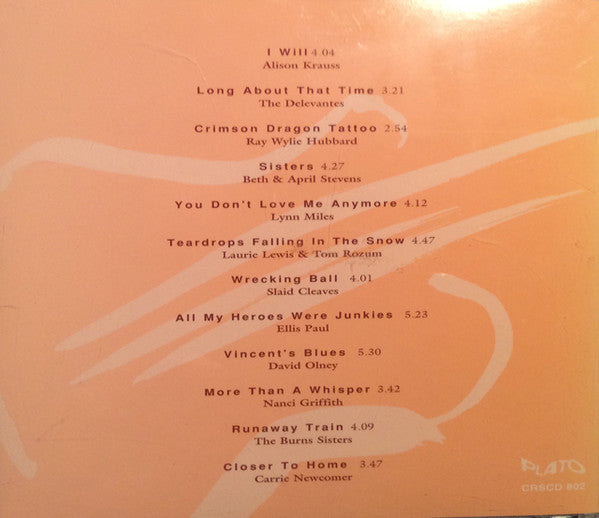 I Will 4.04
Alison Krauss
Long About That Time 3.21
The Delevantes
Crimson Dragon Tattoo 2.54
Ray Wylie Hubbard
Sisters 4.27
Beth & April Stevens
You Don't Love Me Anymore 4.12
Lynn Miles
Teardrops Falling In The Snow 4.47
Laurie Lewis & Tom Rozum
Wrecking Ball 4.01
Slaid Cleaves
All My Heroes Were Junkies 5.23
Ellis Paul
Vincent's Blues 5.30
David Olney
More Than A Whisper 3.42
Nanci Griffith
Runaway Train 4.09
The Burns Sisters
Closer To Home 3.47
Carrie Newcomer
PLATO
CRSCD 802